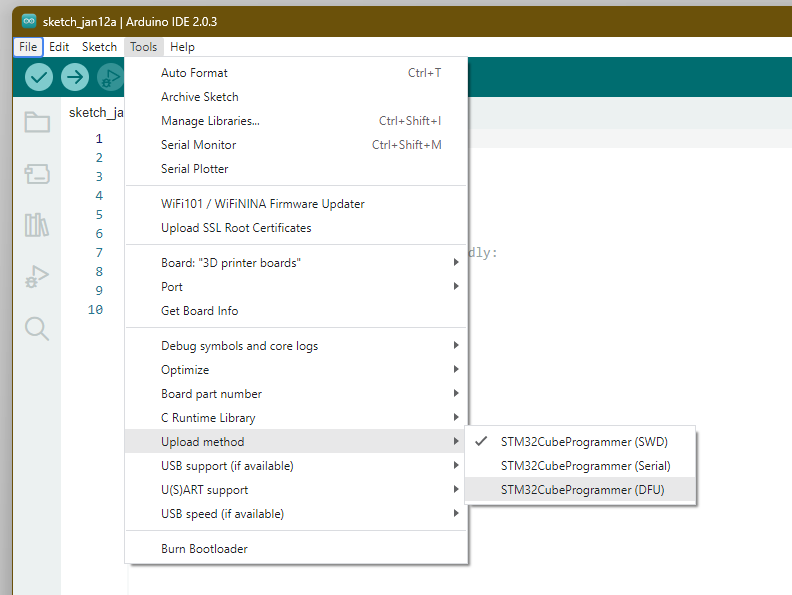 sketch_jan12a | Arduino IDE 2.0.3
File Edit Sketch Tools Help
sketch_ja
1
2
3
4
5
6
7
8
9
10
dly:
Auto Format Ctrl+T
Archive Sketch
Manage Libraries... Ctrl+Shift+I
Serial Monitor Ctrl+Shift+M
Serial Plotter
WiFi101 / WiFiNINA Firmware Updater
Upload SSL Root Certificates
Board: "3D printer boards"
Port
Get Board Info
Debug symbols and core logs
Optimize
Board part number
C Runtime Library
Upload method
USB support (if available)
U(S)ART support
USB speed (if available)
Burn Bootloader
STM32CubeProgrammer (SWD)
STM32CubeProgrammer (Serial)
STM32CubeProgrammer (DFU)